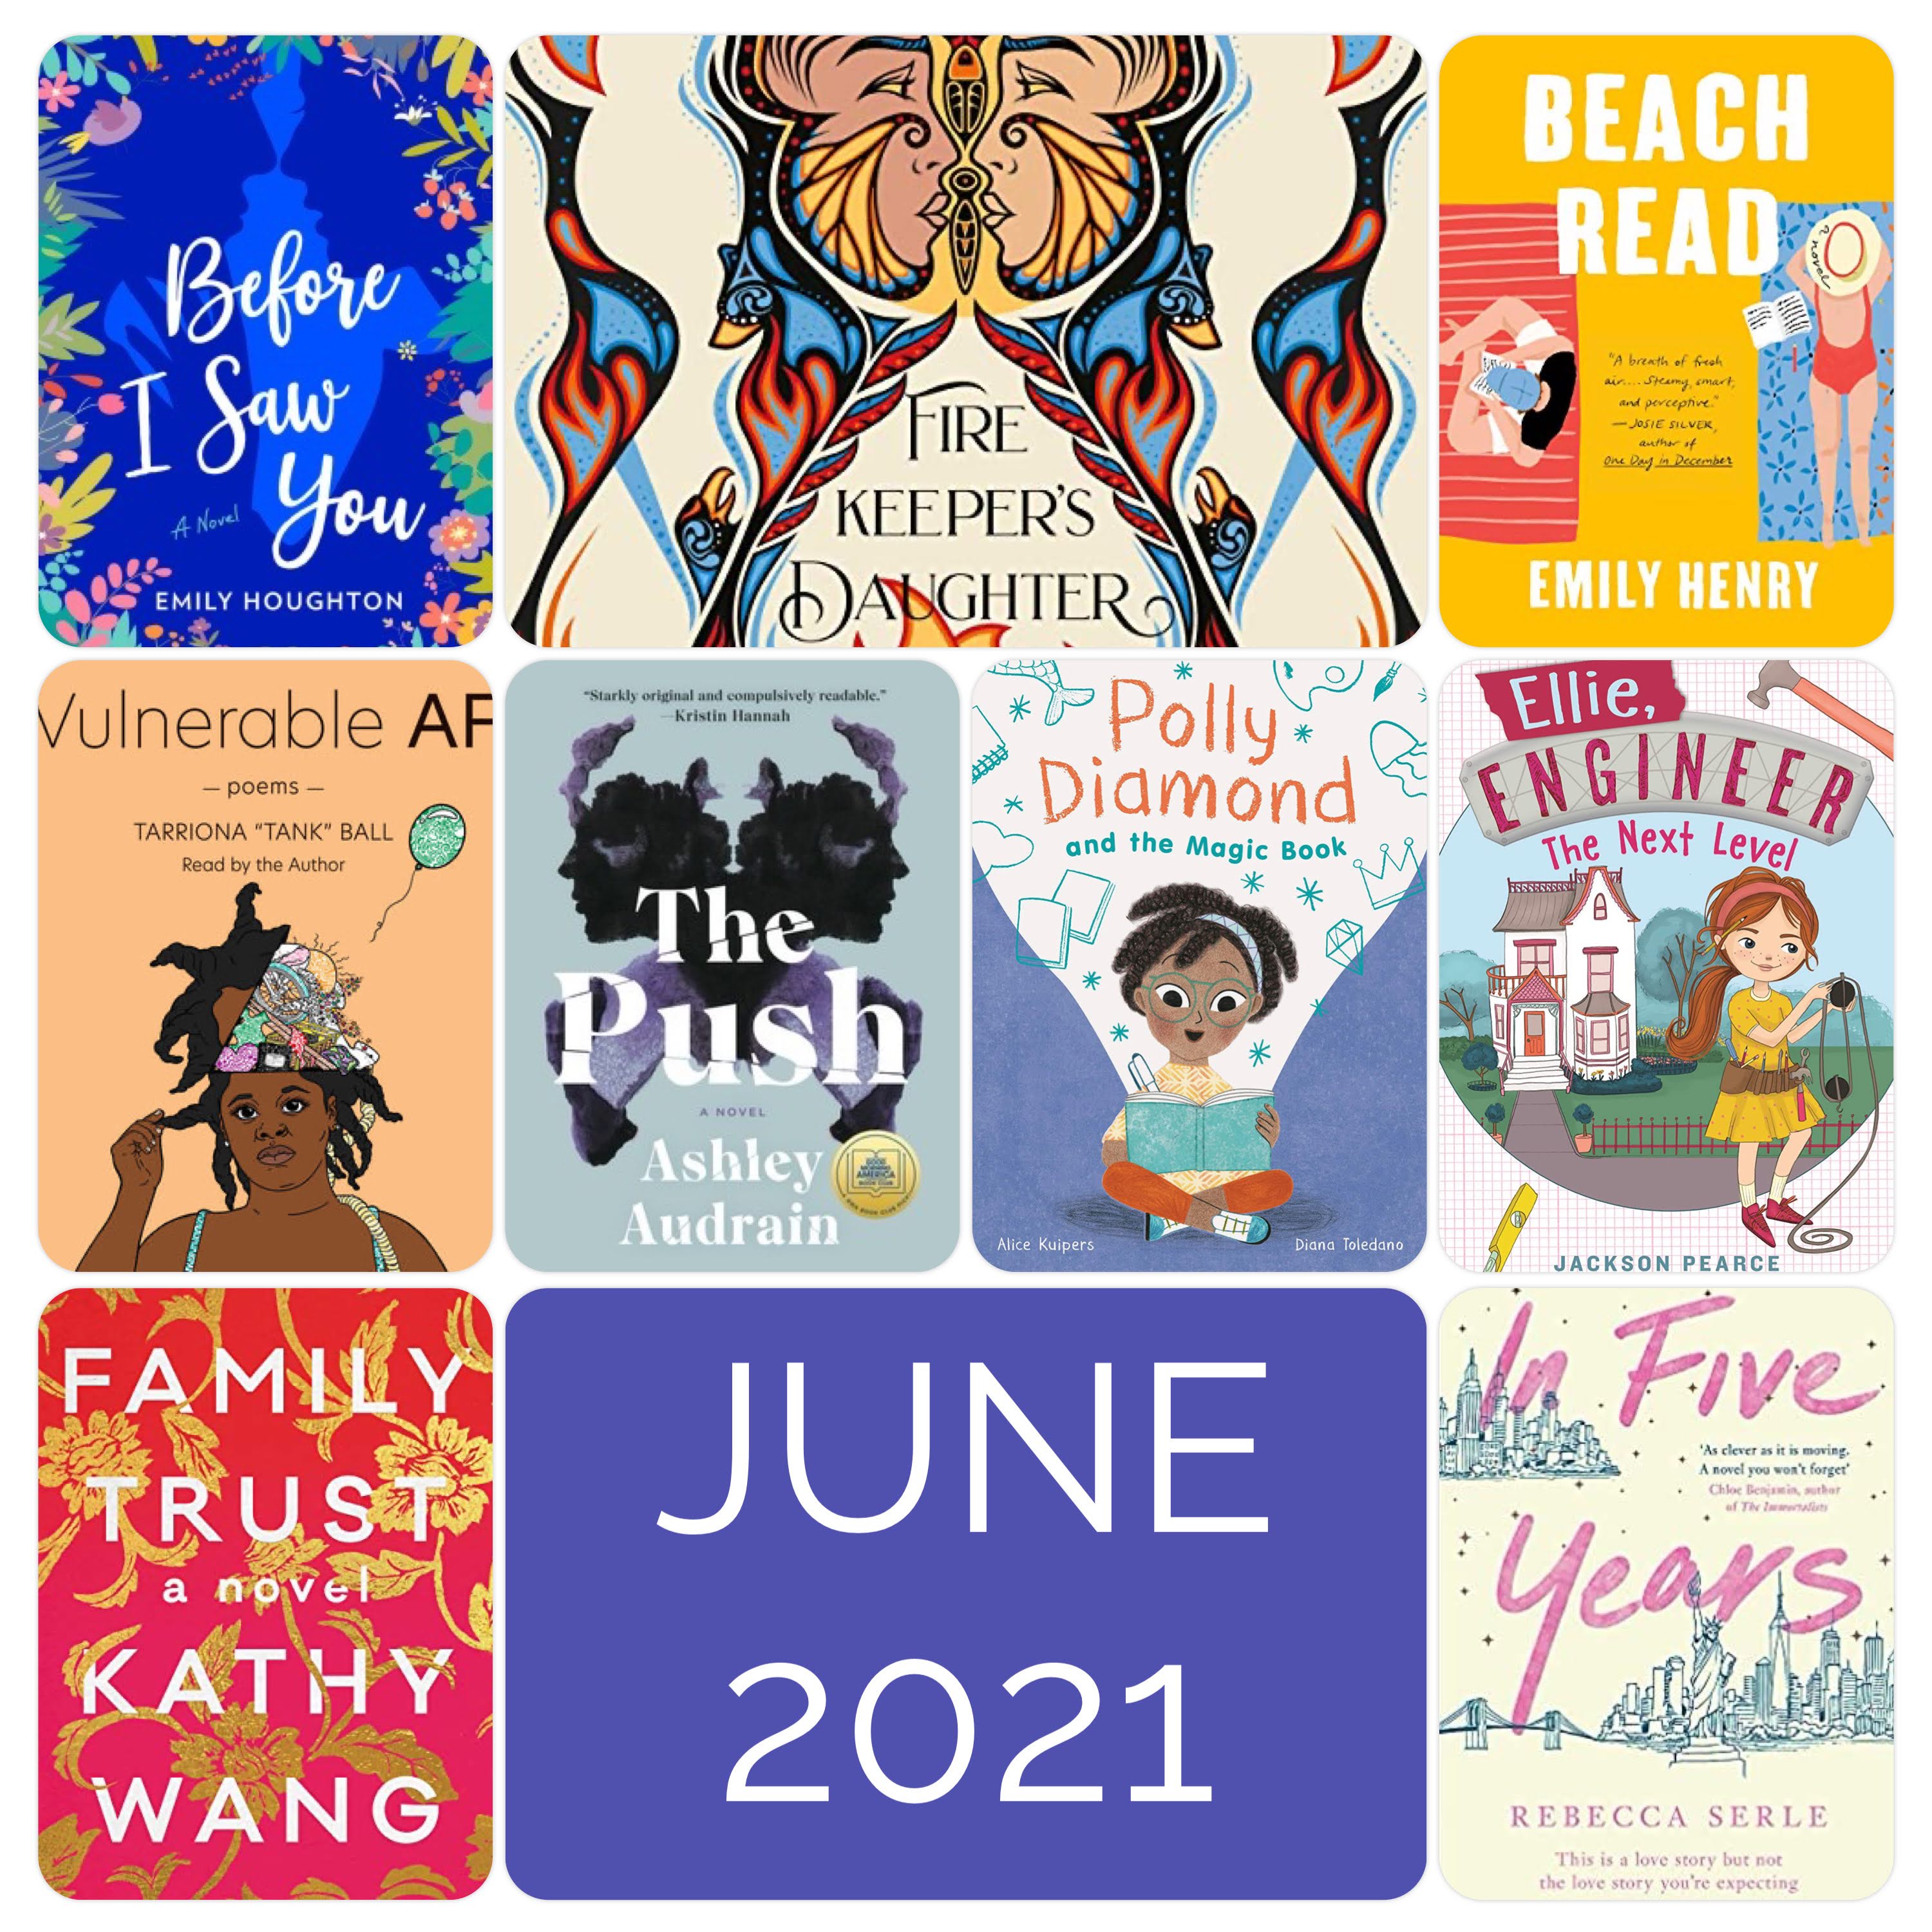 Before
I Saw
You
A Novel
EMILY HOUGHTON
FIRE
KEEPER'S
DAUGHTER
BEACH
READ
a novel
"A breath of fresh
air.... Steamy, smart,
and perceptive."
— JOSIE SILVER,
author of
One Day in December
EMILY HENRY
Vulnerable AF
— poems —
TARRIONA "TANK" BALL
Read by the Author
"Starkly original and compulsively readable."
—Kristin Hannah
The
Push
A NOVEL
Ashley
Audrain
GOOD
MORNING
AMERICA
BOOK CLUB
Polly
Diamond
and the Magic Book
Alice Kuipers
Diana Toledano
Ellie,
ENGINEER
The Next Level
JACKSON PEARCE
FAMILY
TRUST
a novel
KATHY
WANG
JUNE
2021
In Five
'As clever as it is moving.
A novel you won't forget'
Chloe Benjamin, author
of The Immortalists
Years
REBECCA SERLE
This is a love story but not
the love story you're expecting